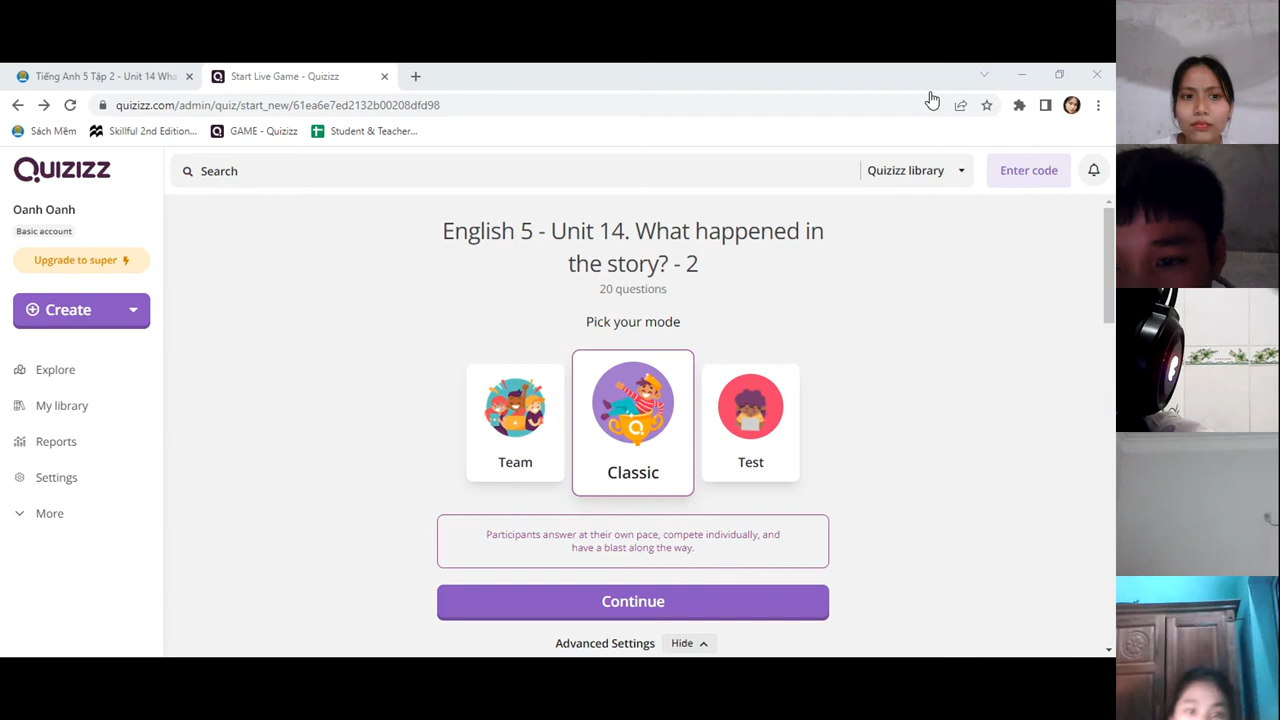 Tiếng Anh 5 Tập 2 - Unit 14 Wha
Start Live Game - Quizizz
quizizz.com/admin/quiz/start_new/61ea6e7ed2132b00208dfd98
Sách Mềm
Skillful 2nd Edition...
GAME - Quizizz
Student & Teacher...
Quizizz
Search
Quizizz library
Enter code
Oanh Oanh
Basic account
Upgrade to super
Create
Explore
My library
Reports
Settings
More
English 5 - Unit 14. What happened in
the story? - 2
20 questions
Pick your mode
Team
Classic
Test
Participants answer at their own pace, compete individually, and
have a blast along the way.
Continue
Advanced Settings Hide